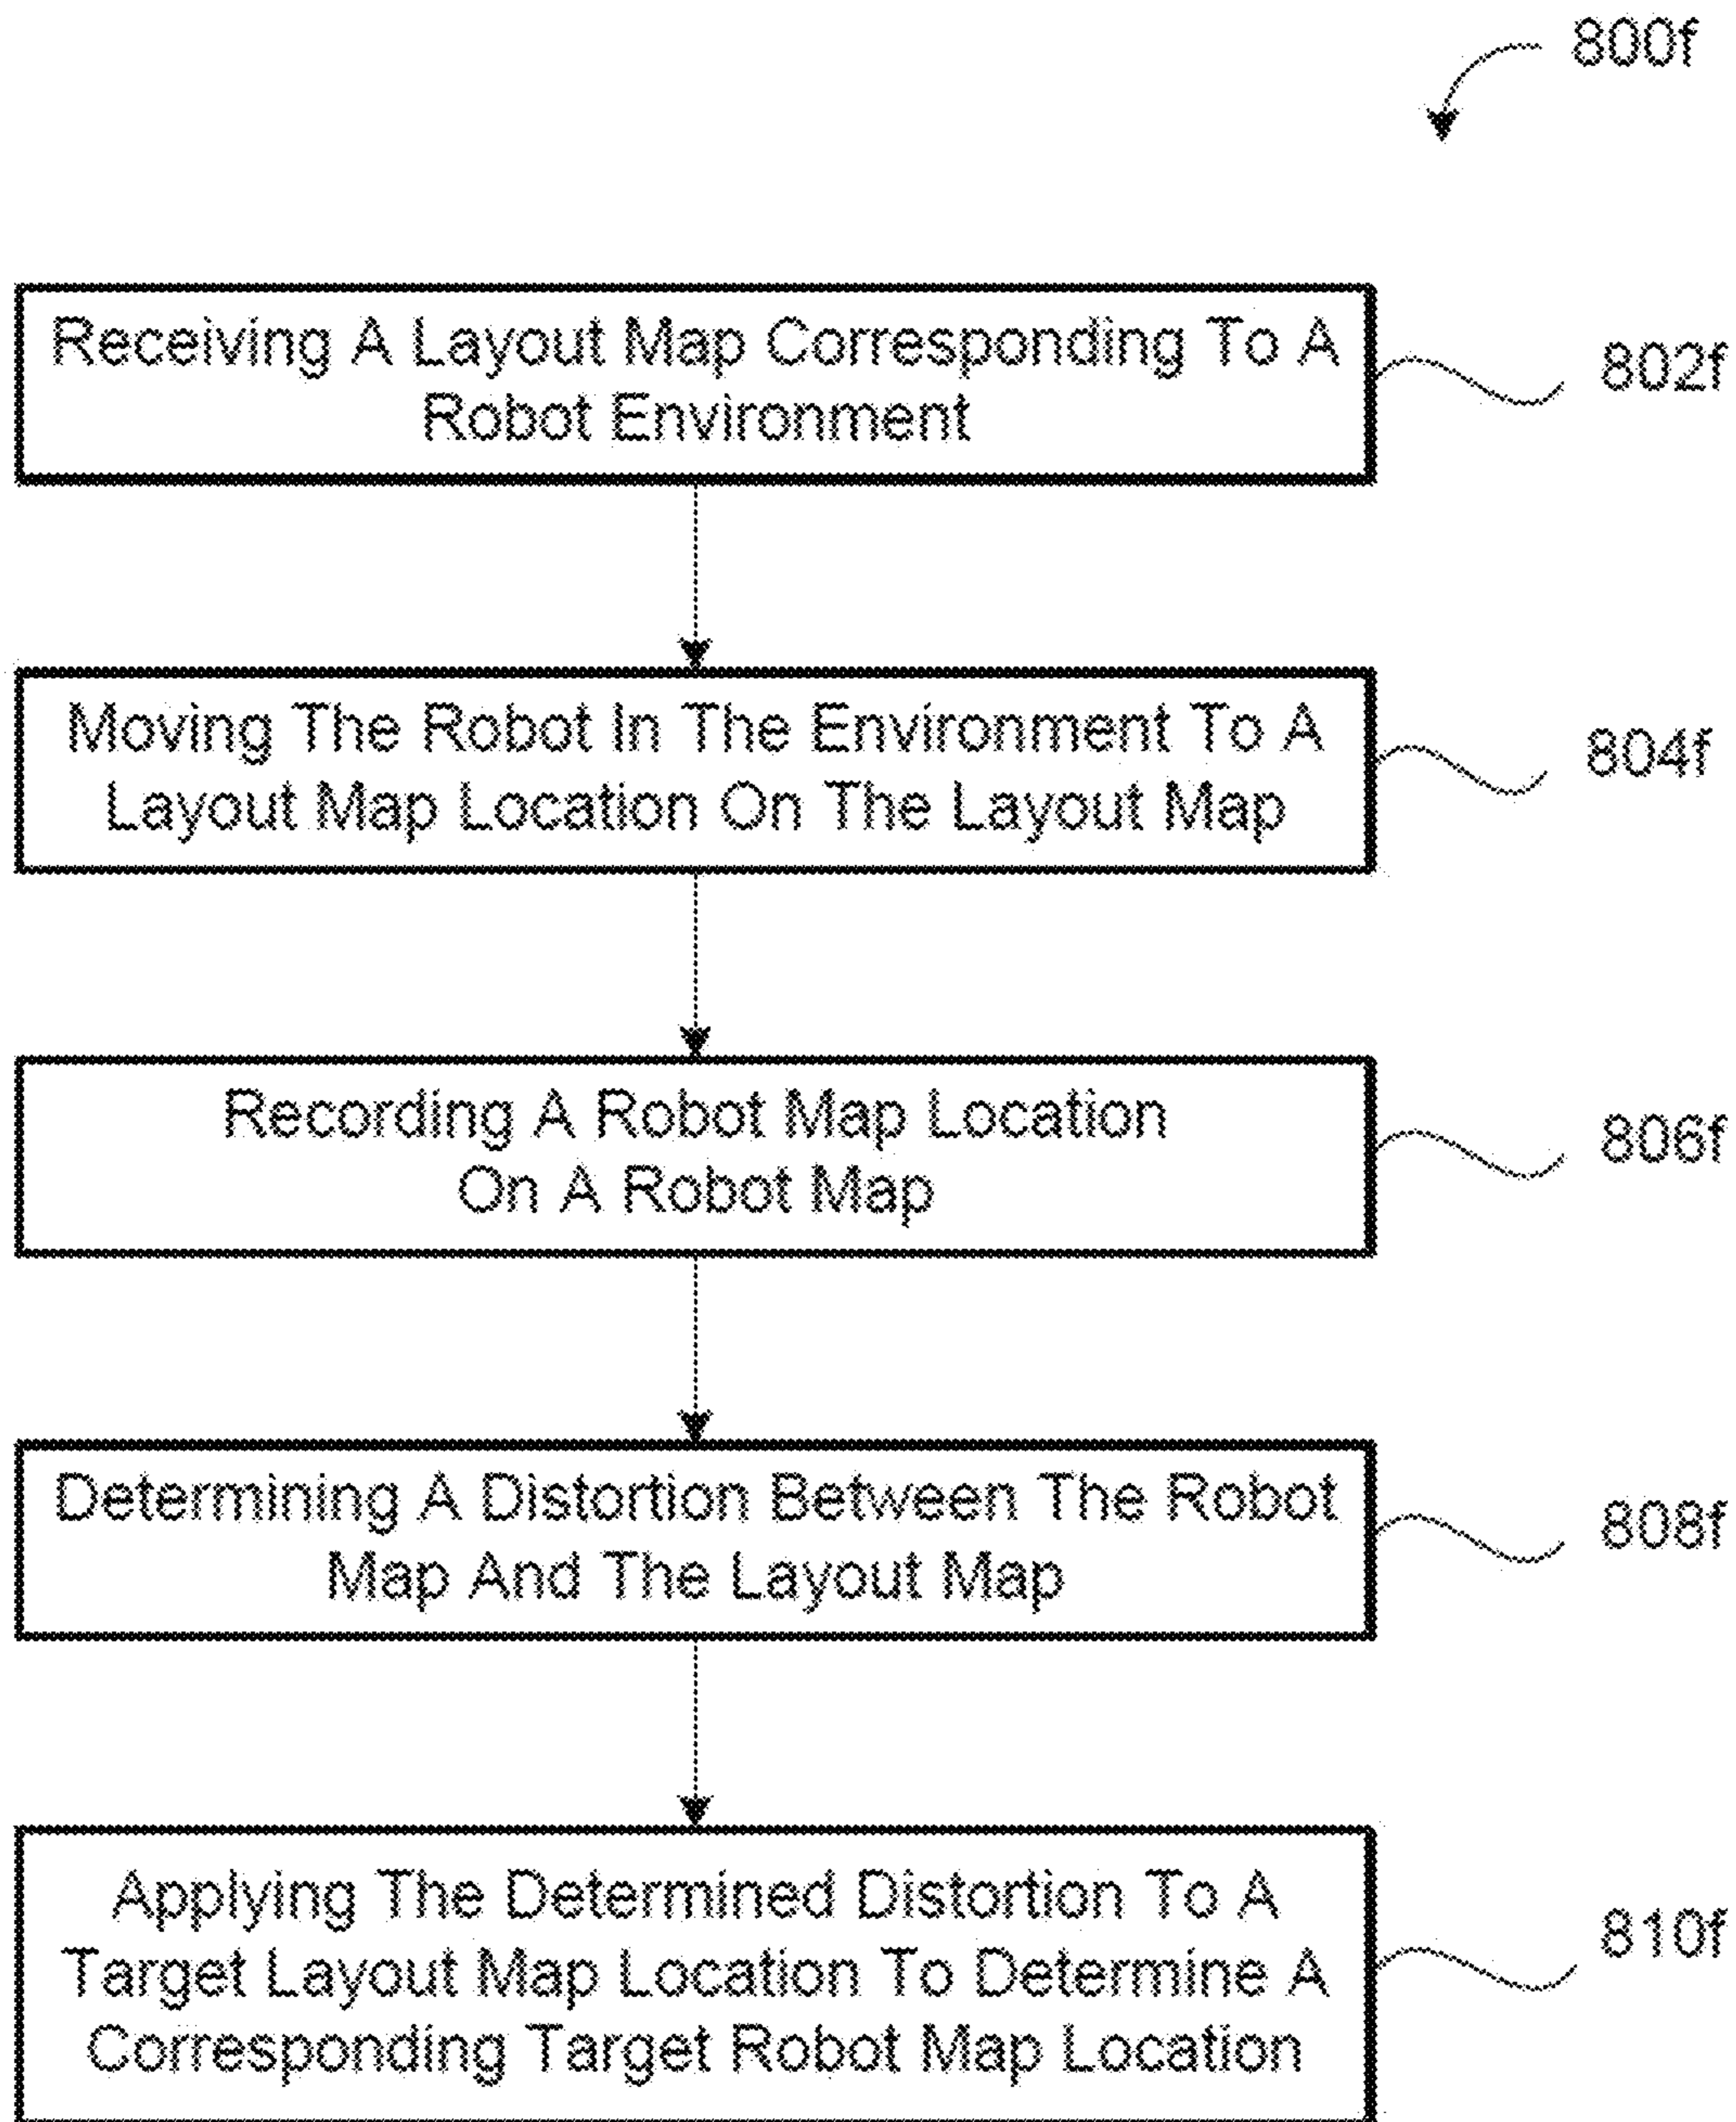 800f
Receiving A Layout Map Corresponding To A
Robot Environment
802f
Moving The Robot In The Environment To A
Layout Map Location On The Layout Map
804f
Recording A Robot Map Location
On A Robot Map
806f
Determining A Distortion Between The Robot
Map And The Layout Map
808f
Applying The Determined Distortion To A
Target Layout Map Location To Determine A
Corresponding Target Robot Map Location
810f